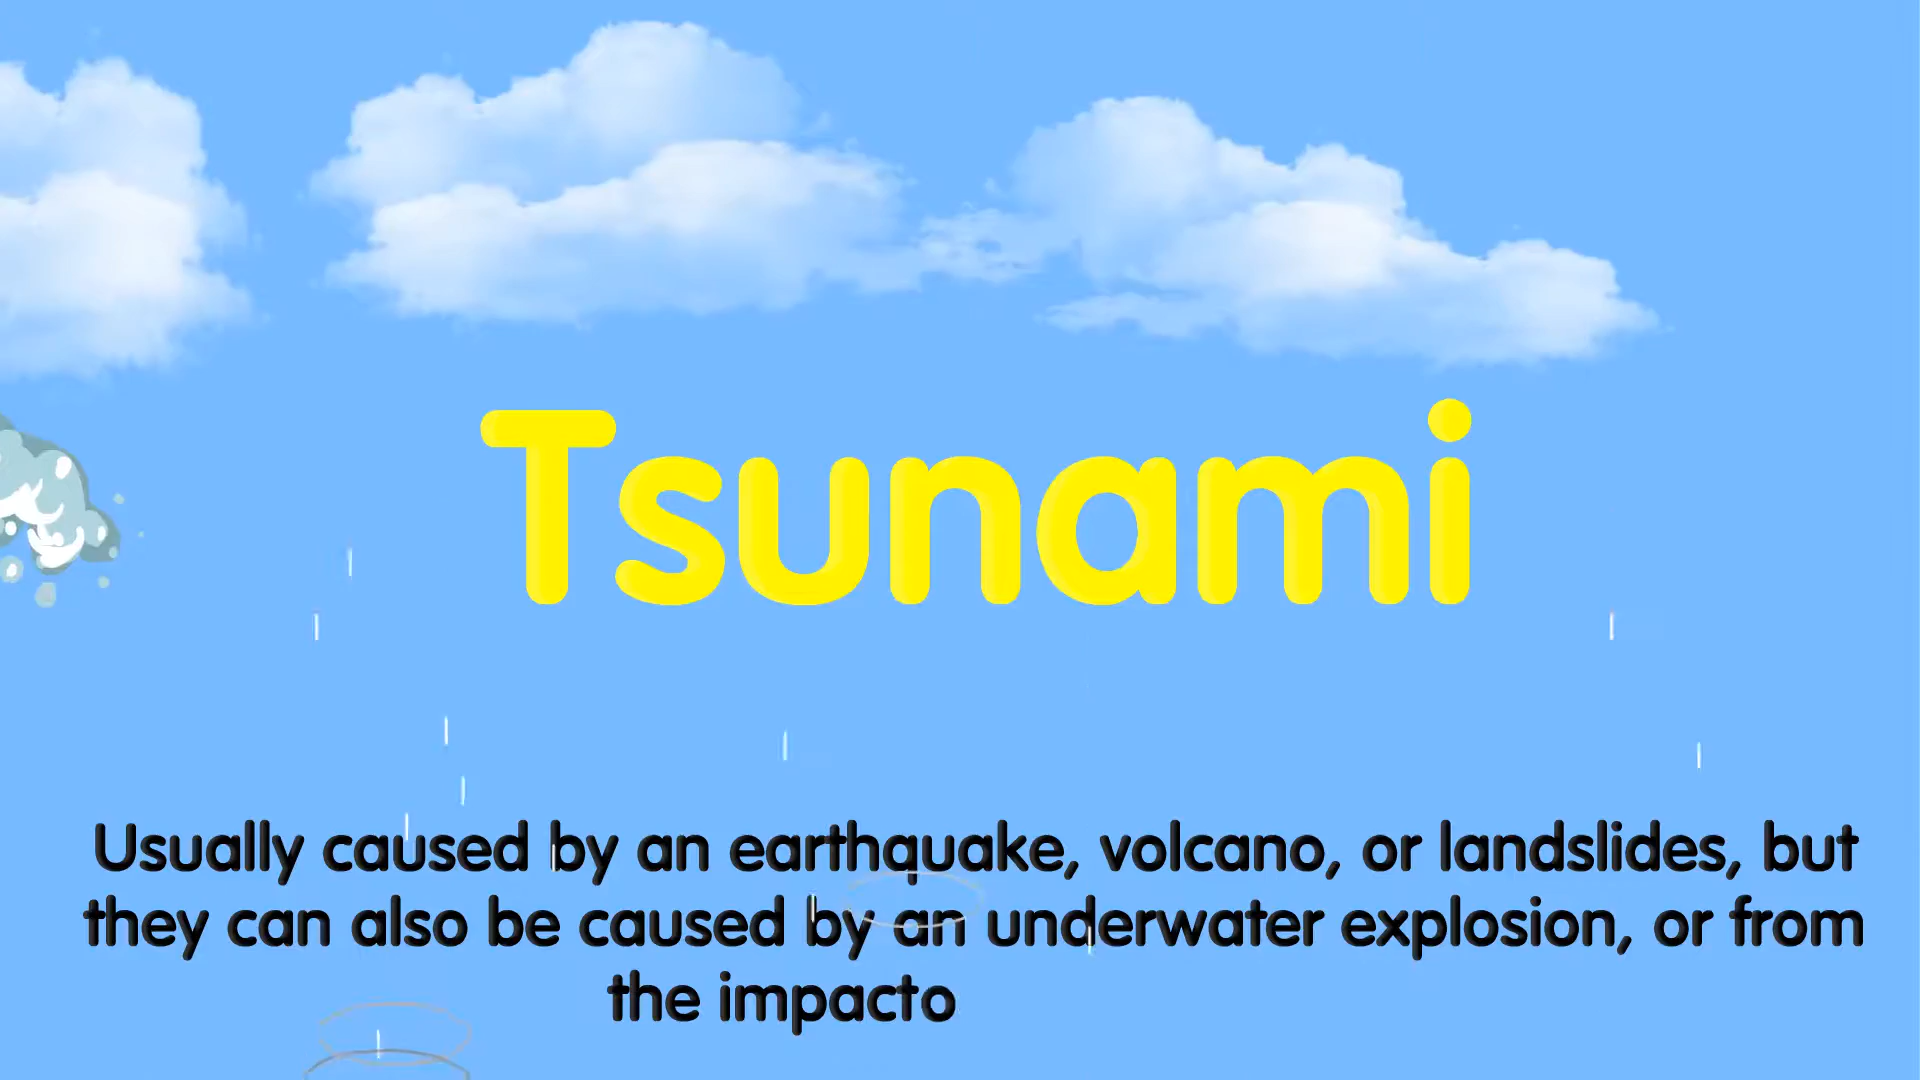 Tsunami
Usually caused by an earthquake, volcano, or landslides, but
they can also be caused by an underwater explosion, or from
the impacto